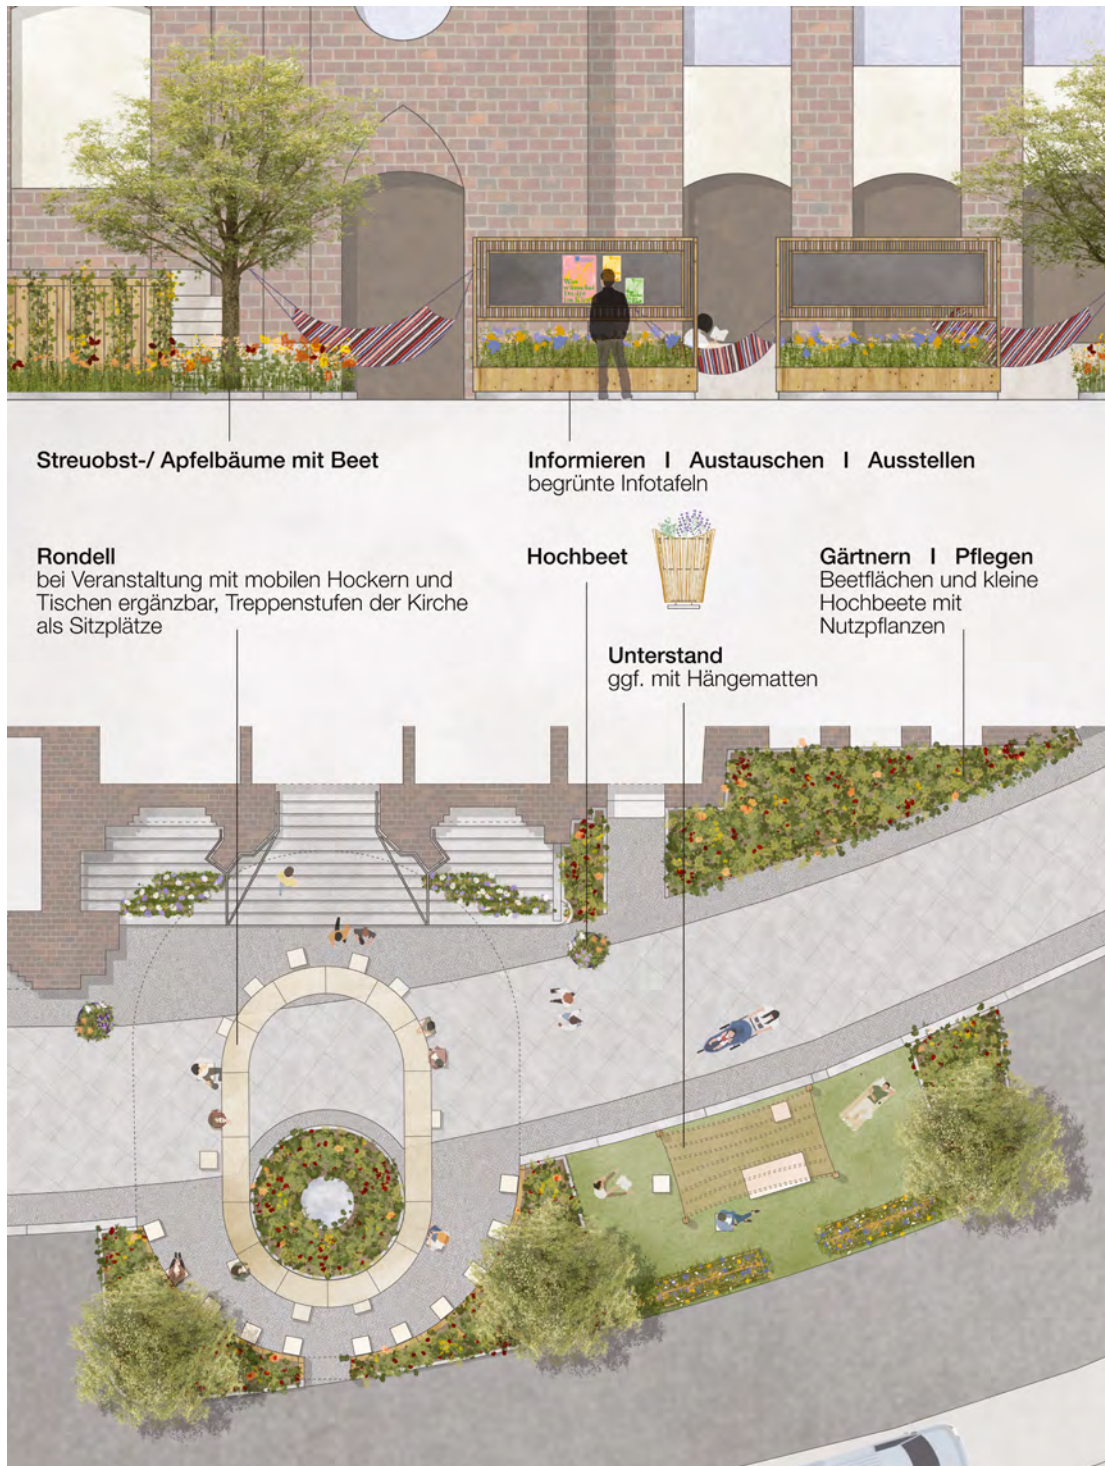 Streuobst-/ Apfelbäume mit Beet
Informieren I Austauschen I Ausstellen
begrünte Infotafeln
Rondell
bei Veranstaltung mit mobilen Hockern und
Tischen ergänzbar, Treppenstufen der Kirche
als Sitzplätze
Hochbeet
Gärtnern I Pflegen
Beetflächen und kleine
Hochbeete mit
Nutzpflanzen
Unterstand
ggf. mit Hängematten